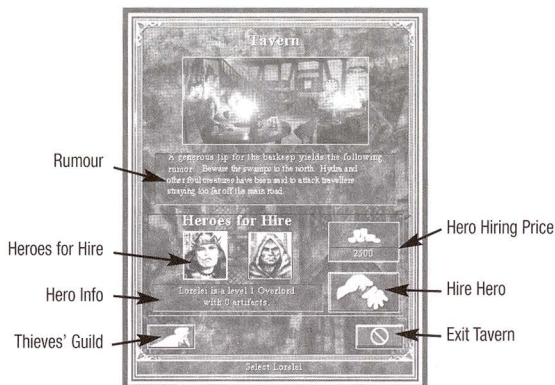 Tavern
A generous tip for the barkeep yields the following
rumor: Beware the swamps to the north. Hydra and
other foul creatures have been said to attack travellers
straying too far off the main road.
Rumour
Heroes for Hire
Hero Hiring Price
2500
Heroes for Hire
Hero Info
Lorelei is a level 1 Overlord
with 0 artifacts.
Hire Hero
Thieves' Guild
Exit Tavern
Select Lorelei